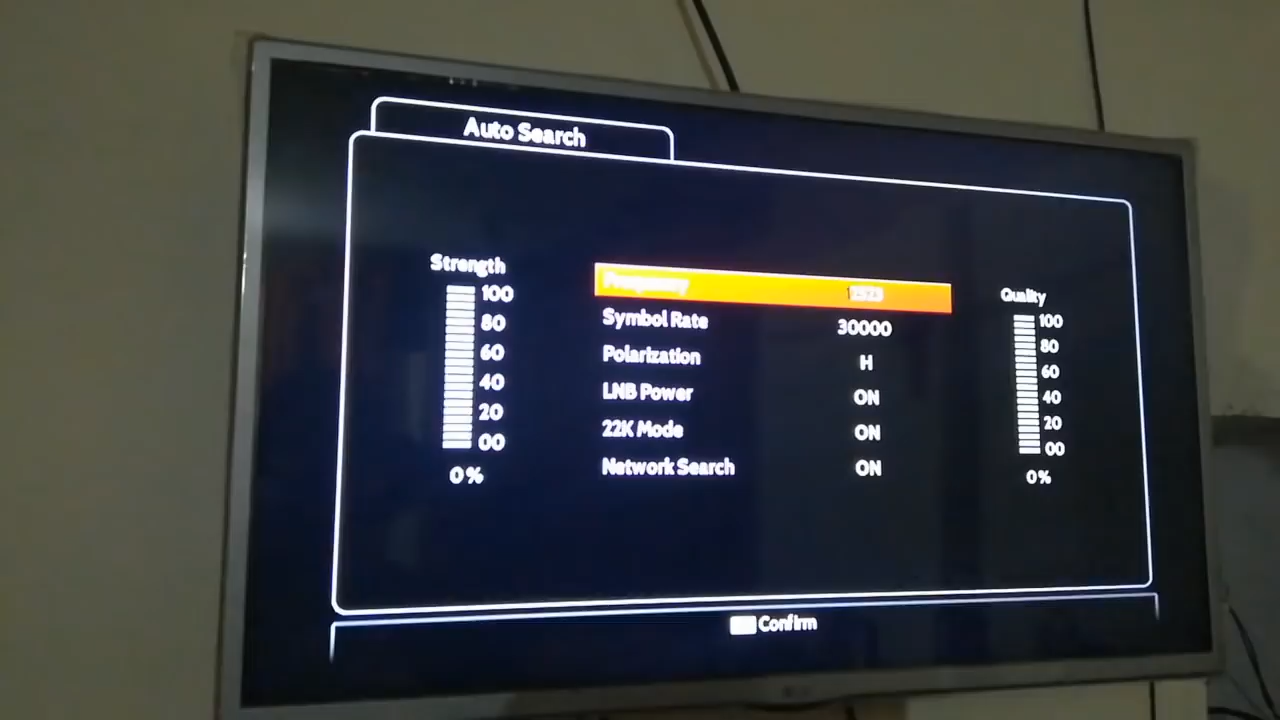 Auto Search
Strength
100
80
60
40
20
00
0%
Frequency
Symbol Rate 30000
Polarization H
LNB Power ON
22K Mode ON
Network Search ON
Quality
100
80
60
40
20
00
0%
Confirm